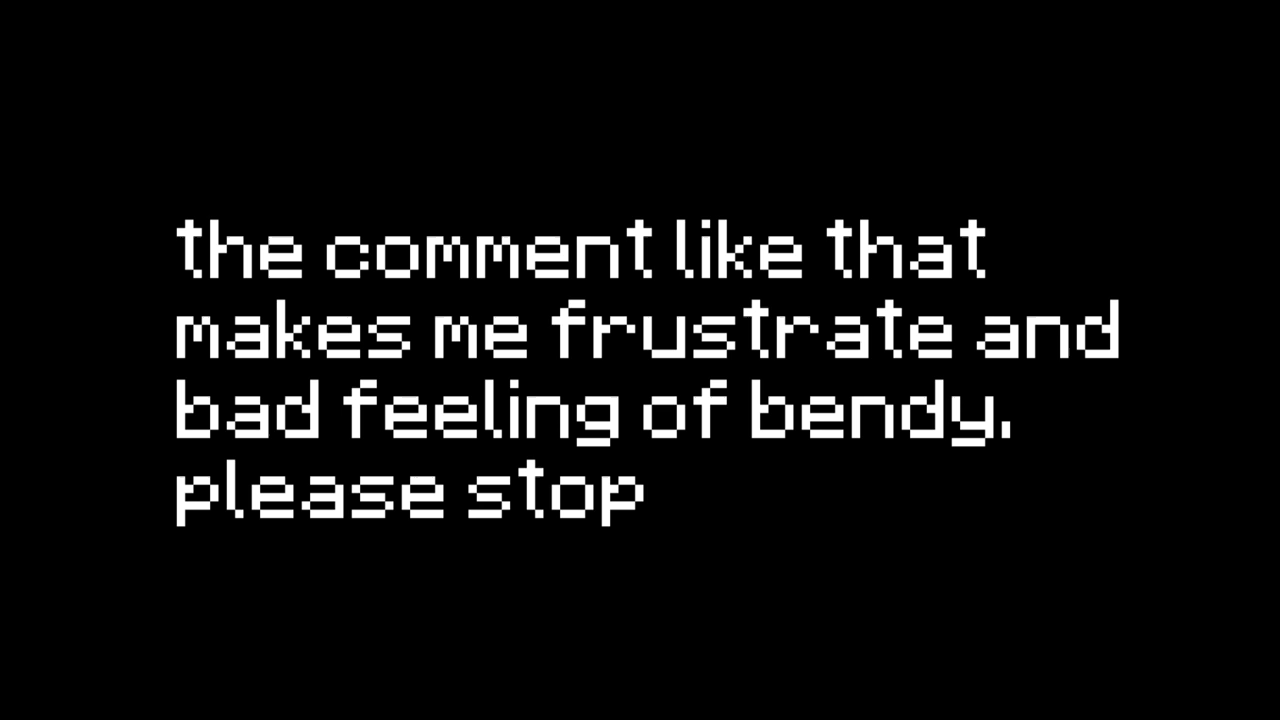 the comment like that
makes me frustrate and
bad feeling of bendy.
please stop